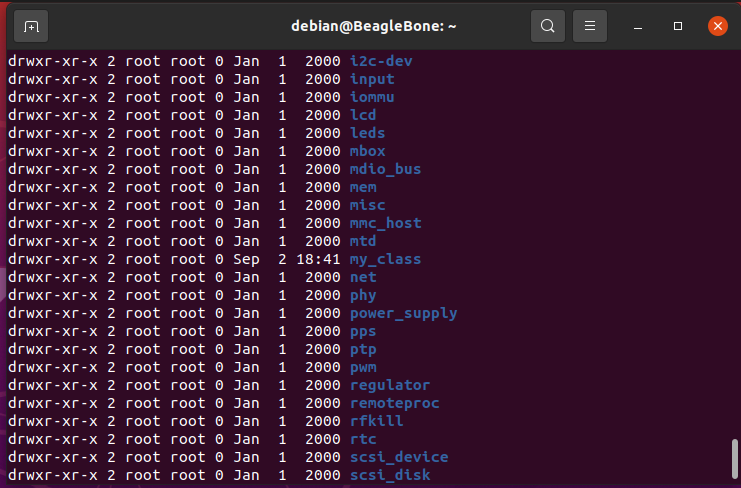 debian@BeagleBone: ~
drwxr-xr-x 2 root root 0 Jan  1  2000 i2c-dev
drwxr-xr-x 2 root root 0 Jan  1  2000 input
drwxr-xr-x 2 root root 0 Jan  1  2000 iommu
drwxr-xr-x 2 root root 0 Jan  1  2000 lcd
drwxr-xr-x 2 root root 0 Jan  1  2000 leds
drwxr-xr-x 2 root root 0 Jan  1  2000 mbox
drwxr-xr-x 2 root root 0 Jan  1  2000 mdio_bus
drwxr-xr-x 2 root root 0 Jan  1  2000 mem
drwxr-xr-x 2 root root 0 Jan  1  2000 misc
drwxr-xr-x 2 root root 0 Jan  1  2000 mmc_host
drwxr-xr-x 2 root root 0 Jan  1  2000 mtd
drwxr-xr-x 2 root root 0 Sep  2 18:41 my_class
drwxr-xr-x 2 root root 0 Jan  1  2000 net
drwxr-xr-x 2 root root 0 Jan  1  2000 phy
drwxr-xr-x 2 root root 0 Jan  1  2000 power_supply
drwxr-xr-x 2 root root 0 Jan  1  2000 pps
drwxr-xr-x 2 root root 0 Jan  1  2000 ptp
drwxr-xr-x 2 root root 0 Jan  1  2000 pwm
drwxr-xr-x 2 root root 0 Jan  1  2000 regulator
drwxr-xr-x 2 root root 0 Jan  1  2000 remoteproc
drwxr-xr-x 2 root root 0 Jan  1  2000 rfkill
drwxr-xr-x 2 root root 0 Jan  1  2000 rtc
drwxr-xr-x 2 root root 0 Jan  1  2000 scsi_device
drwxr-xr-x 2 root root 0 Jan  1  2000 scsi_disk